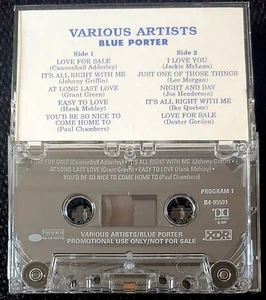 VARIOUS ARTISTS
BLUE PORTER
Side 1
LOVE FOR SALE
(Cannonball Adderley)
IT'S ALL RIGHT WITH ME
(Johnny Griffin)
AT LONG LAST LOVE
(Grant Green)
EASY TO LOVE
(Hank Mobley)
YOU'D BE SO NICE TO
COME HOME TO
(Paul Chambers)
Side 2
I LOVE YOU
(Jackie McLean)
JUST ONE OF THOSE THINGS
(Lee Morgan)
NIGHT AND DAY
(Joe Henderson)
IT'S ALL RIGHT WITH ME
(Ike Quebec)
LOVE FOR SALE
(Dexter Gordon)
LOVE FOR SALE (Cannonball Adderley) • IT'S ALL RIGHT WITH ME (Johnny Griffin) •
AT LONG LAST LOVE (Grant Green) • EASY TO LOVE (Hank Mobley) •
YOU'D BE SO NICE TO COME HOME TO (Paul Chambers)
PROGRAM 1
B4-95591
XDR
VARIOUS ARTISTS/BLUE PORTER
PROMOTIONAL USE ONLY/NOT FOR SALE